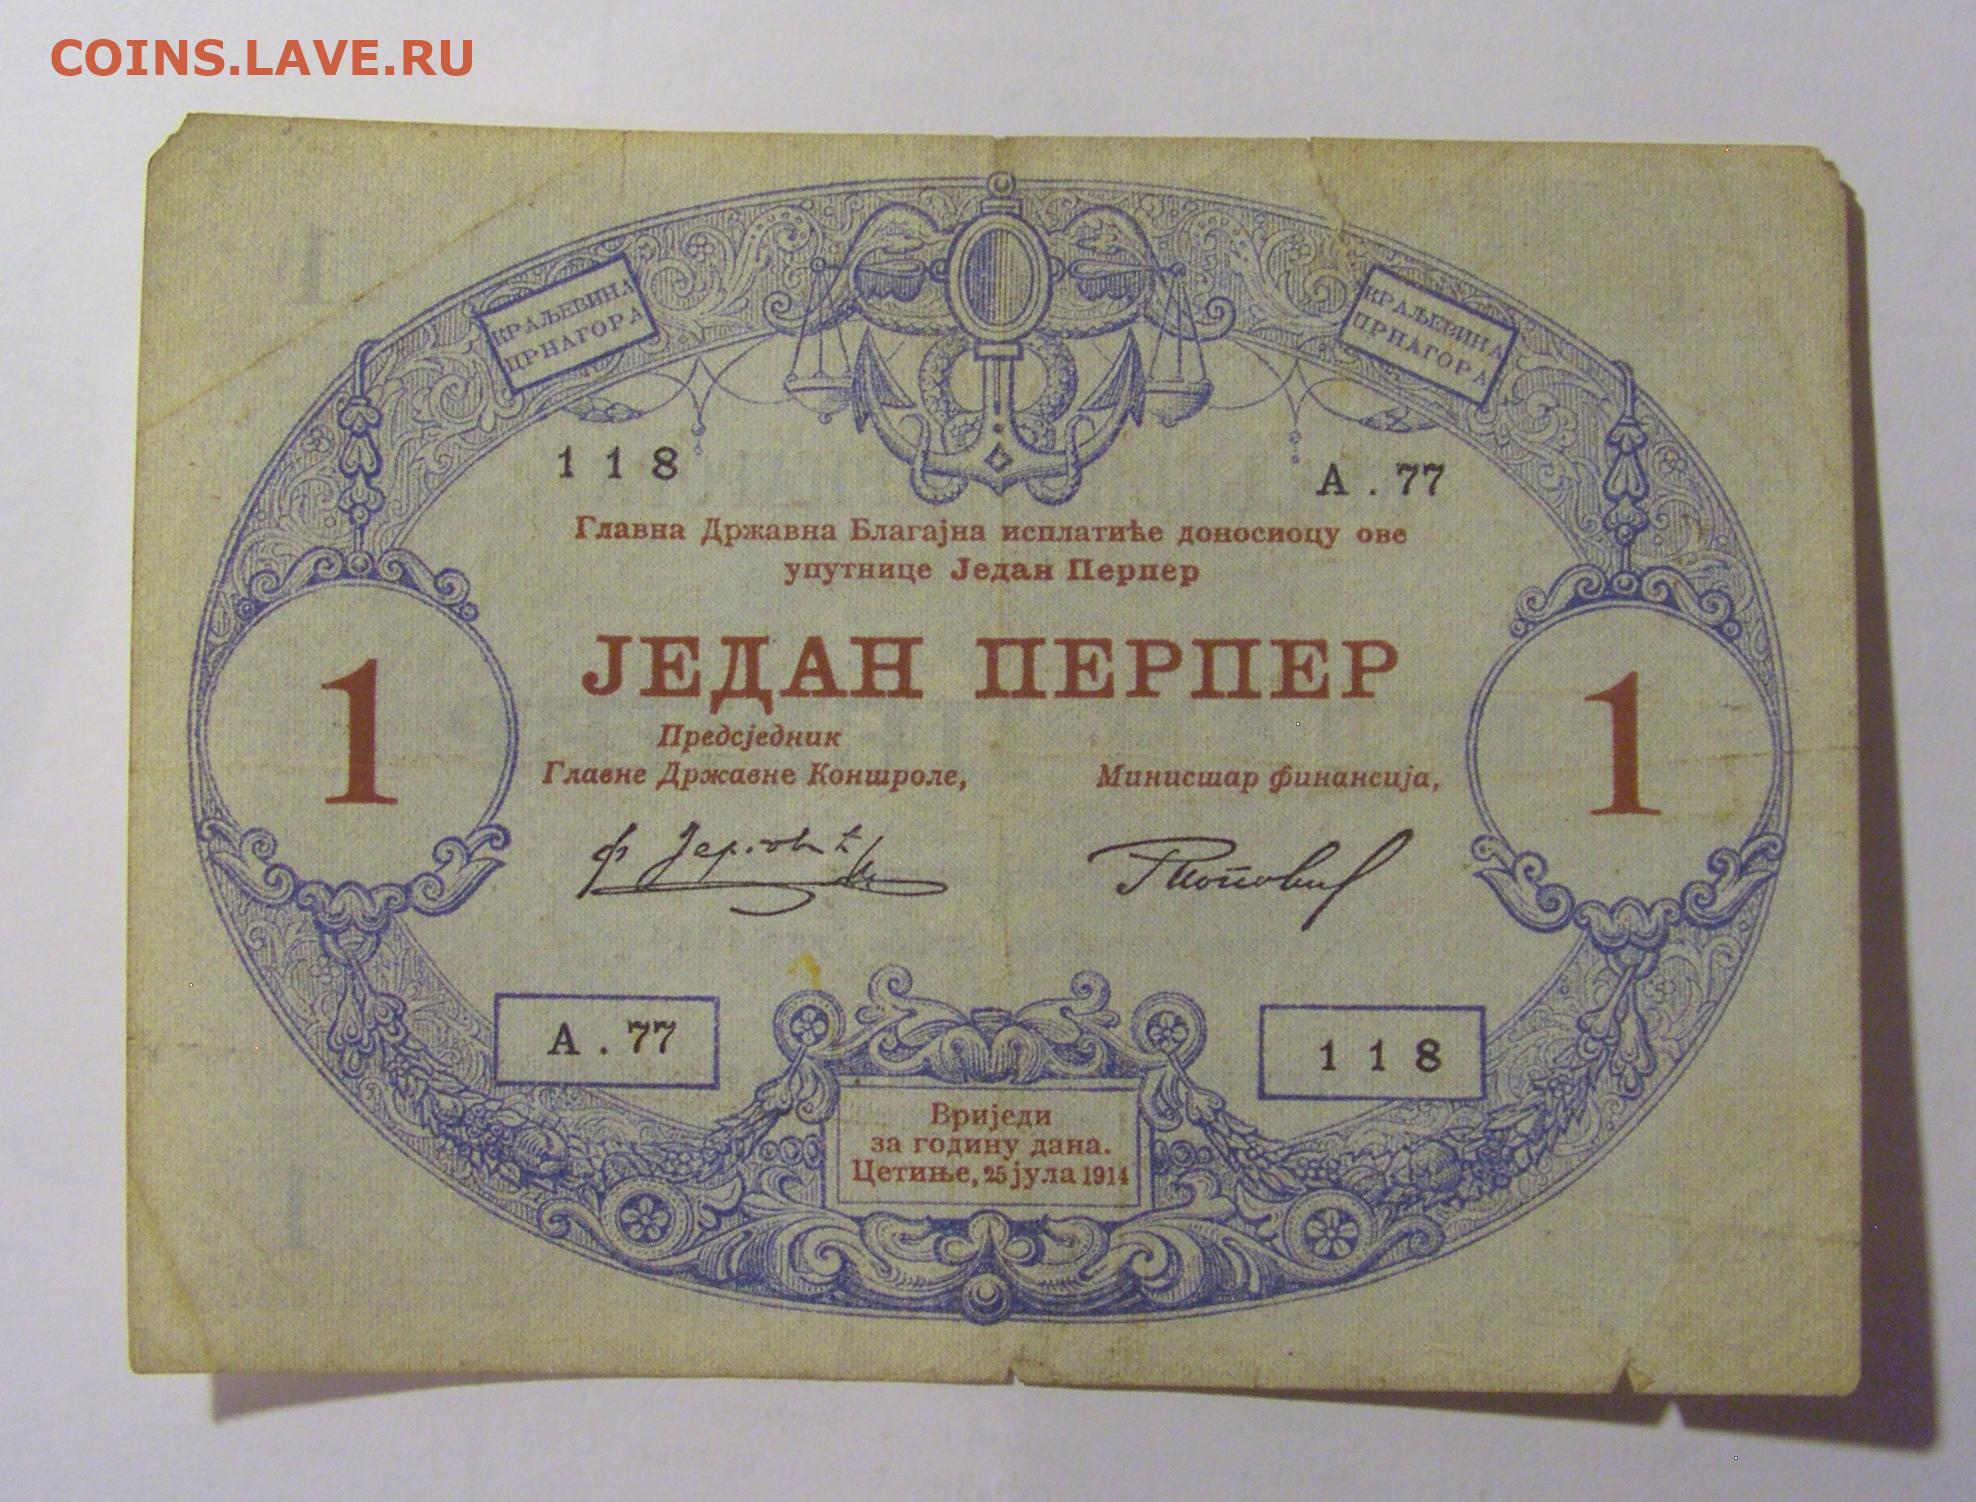 COINS.LAVE.RU
КРАЉЕВИНА
ЦРНАГОРА
КРАЉЕВИНА
ЦРНАГОРА
118
А.77
Главна Државна Благајна исплатиће доносиоцу ове
упутнице Један Перпер
ЈЕДАН ПЕРПЕР
1
1
Предсједник
Главне Државне Контроле,
Министар финансија,
А.77
118
Вриједи
за годину дана.
Цетиње, 25 јула 1914